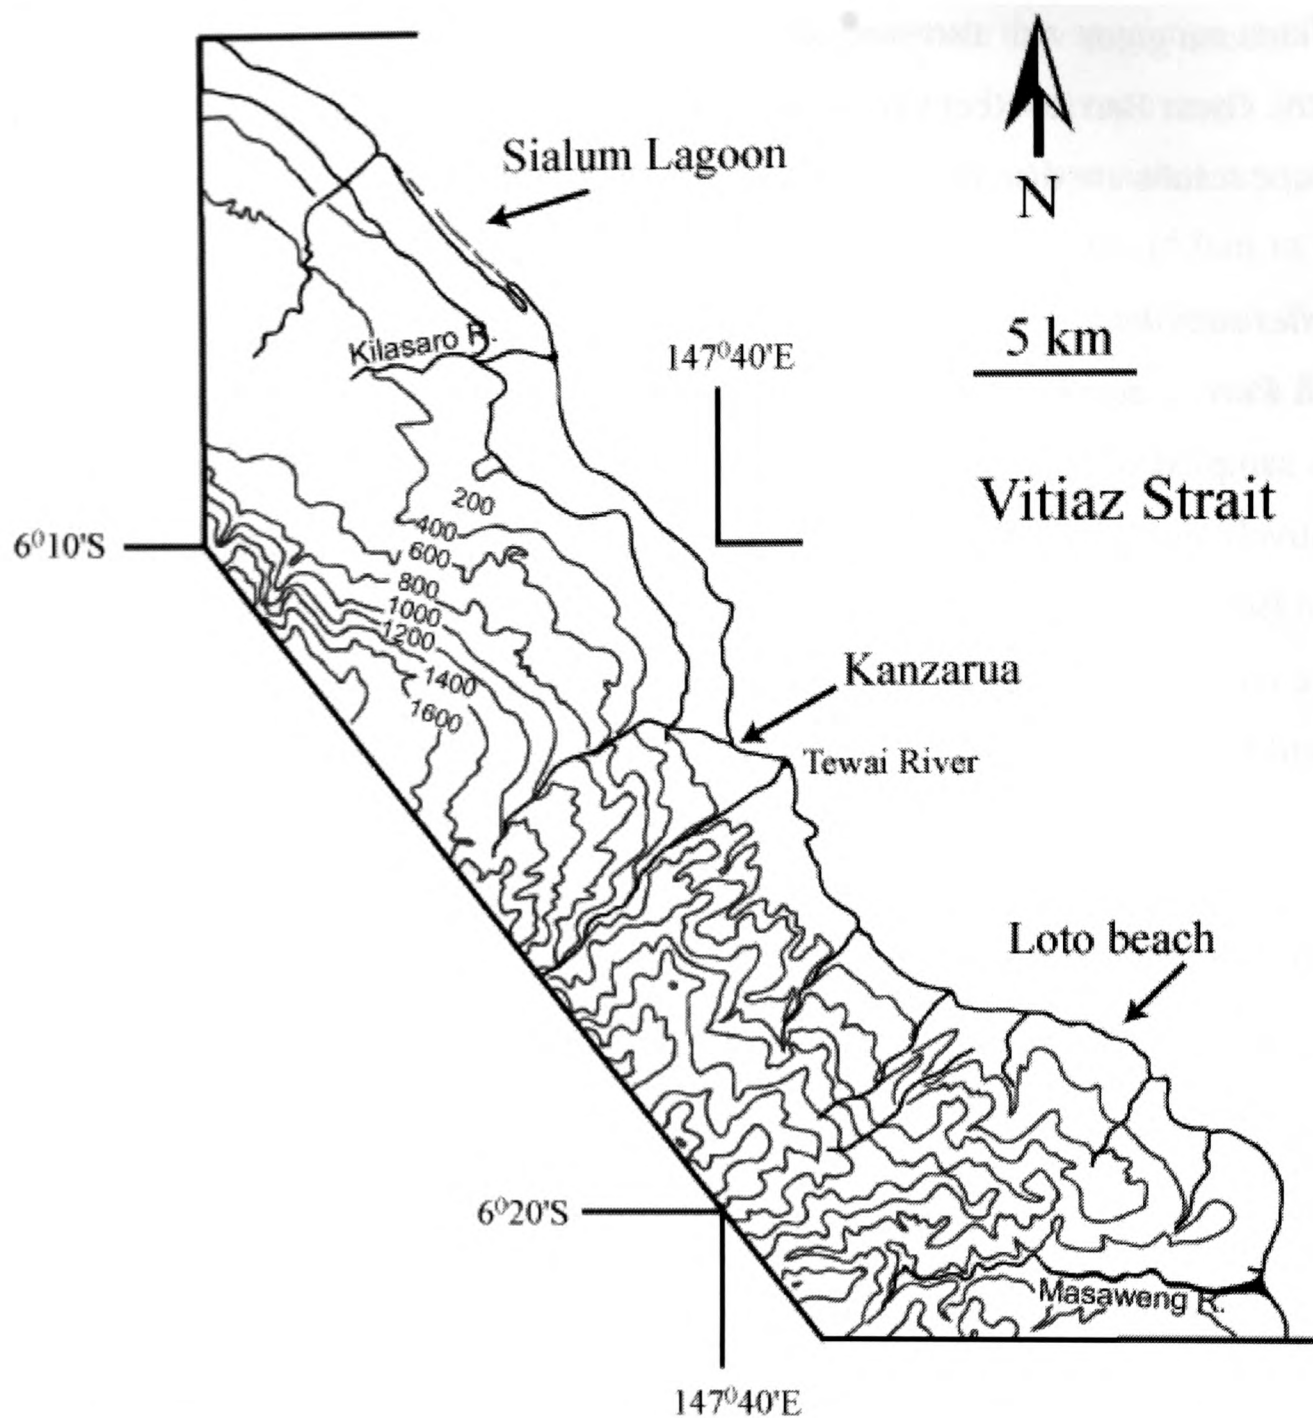 Sialum Lagoon
N
5 km
Kilasaro R.
147⁰40'E
Vitiaz Strait
200
400
600
800
1000
1200
1400
1600
6⁰10'S
Kanzarua
Tewai River
Loto beach
6⁰20'S
Masaweng R.
147⁰40'E